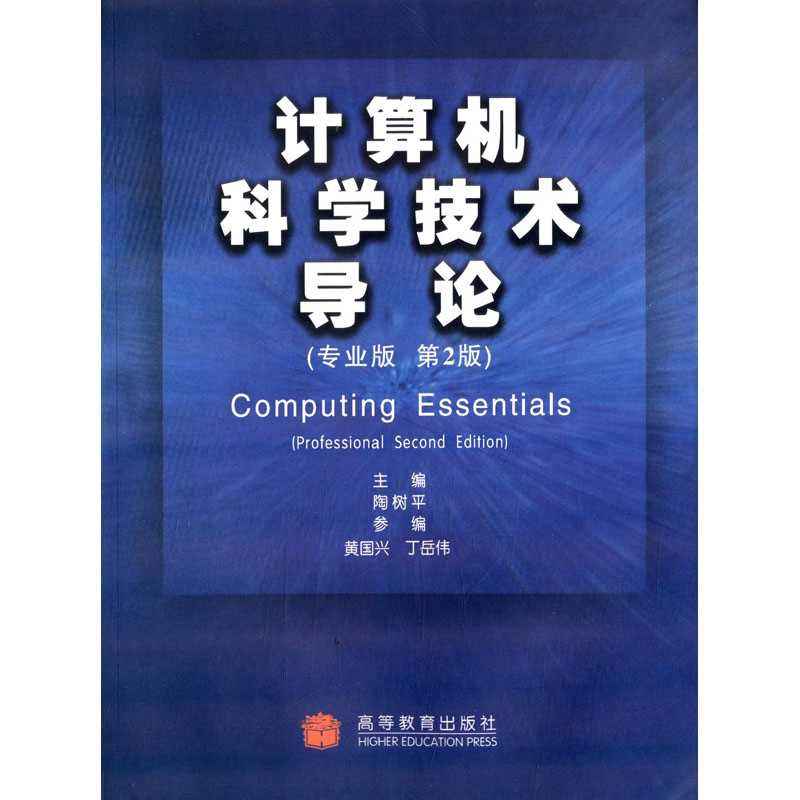 计算机
科学技术
导论
(专业版 第2版)
Computing Essentials
(Professional Second Edition)
主 编
陶树平
参 编
黄国兴 丁岳伟
高等教育出版社
HIGHER EDUCATION PRESS